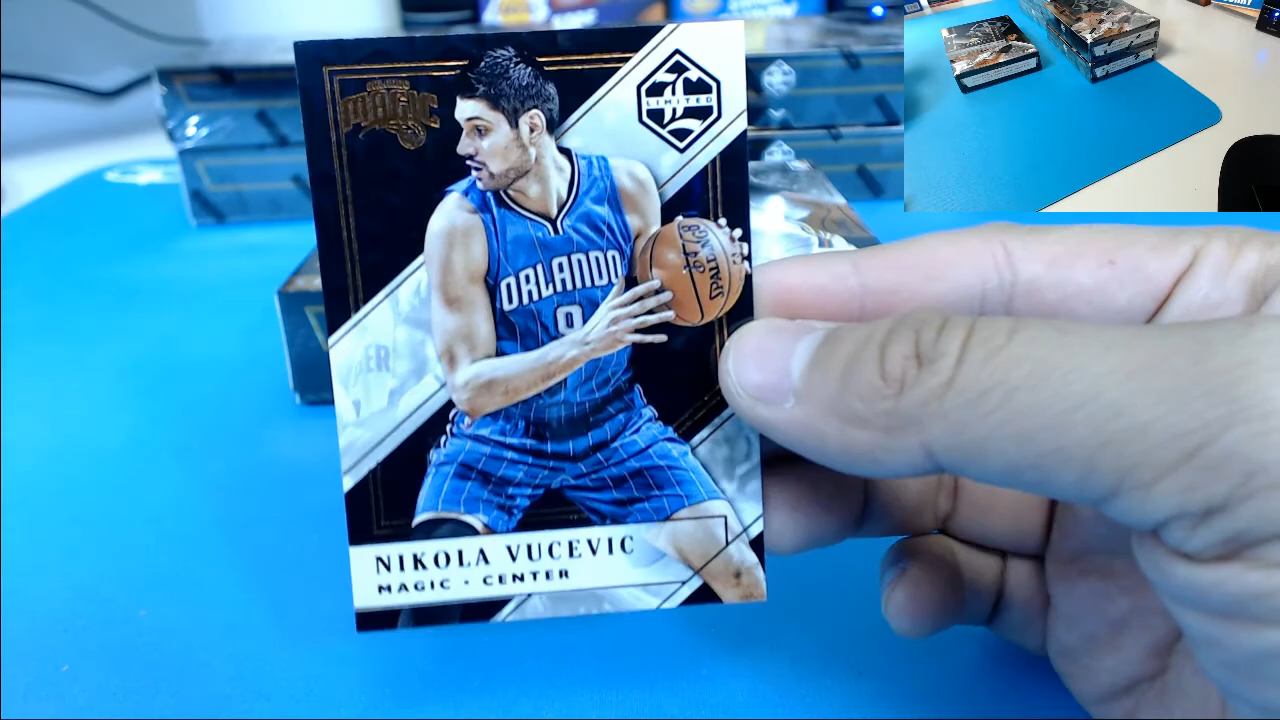 MAGIC
LIMITED
SPALDING
ORLANDO
9
NIKOLA VUCEVIC
MAGIC • CENTER